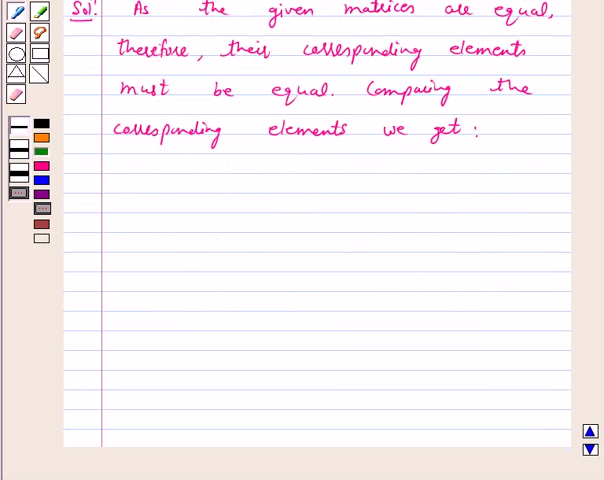 Sol! As the given matrices are equal,
therefore, their corresponding elements
must be equal. Comparing the
corresponding elements we get :